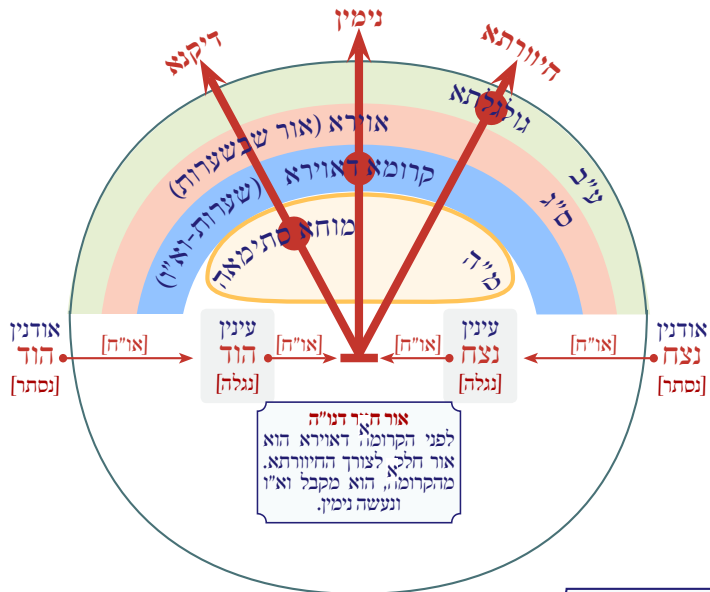 נימין
חיוורתא
דיקנא
גולגלתא
ע"ב
אוירא (אור שבשערות)
ס"ג
קרומא דאוירא
(שערות-וא"ו)
מוחא סתימאה
מ"ה
אודנין
נצח
[נסתר]
[או"ח]
עינין
נצח
[נגלה]
[או"ח]
[או"ח]
עינין
הוד
[נגלה]
[או"ח]
אודנין
הוד
[נסתר]
אור דנו"ה
לפני הקרומא דאוירא הוא
אור חלק לצורך החיוורתא.
מהקרומא, הוא מקבל וא"ו
ונעשה נימין.